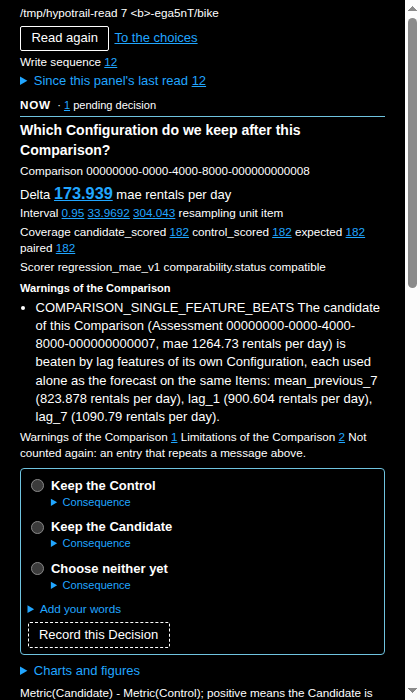 /tmp/hypotrail-read 7 <b>-ega5nT/bike
Read again To the choices
Write sequence 12
Since this panel's last read 12
NOW · 1 pending decision
Which Configuration do we keep after this
Comparison?
Comparison 00000000-0000-4000-8000-000000000008
Delta 173.939 mae rentals per day
Interval 0.95 33.9692 304.043 resampling unit item
Coverage candidate_scored 182 control_scored 182 expected 182
paired 182
Scorer regression_mae_v1 comparability.status compatible
Warnings of the Comparison
COMPARISON_SINGLE_FEATURE_BEATS The candidate
of this Comparison (Assessment 00000000-0000-4000-
8000-000000000007, mae 1264.73 rentals per day) is
beaten by lag features of its own Configuration, each used
alone as the forecast on the same Items: mean_previous_7
(823.878 rentals per day), lag_1 (900.604 rentals per day),
lag_7 (1090.79 rentals per day).
Warnings of the Comparison 1 Limitations of the Comparison 2 Not
counted again: an entry that repeats a message above.
Keep the Control
Consequence
Keep the Candidate
Consequence
Choose neither yet
Consequence
Add your words
Record this Decision
Charts and figures
Metric(Candidate) - Metric(Control); positive means the Candidate is